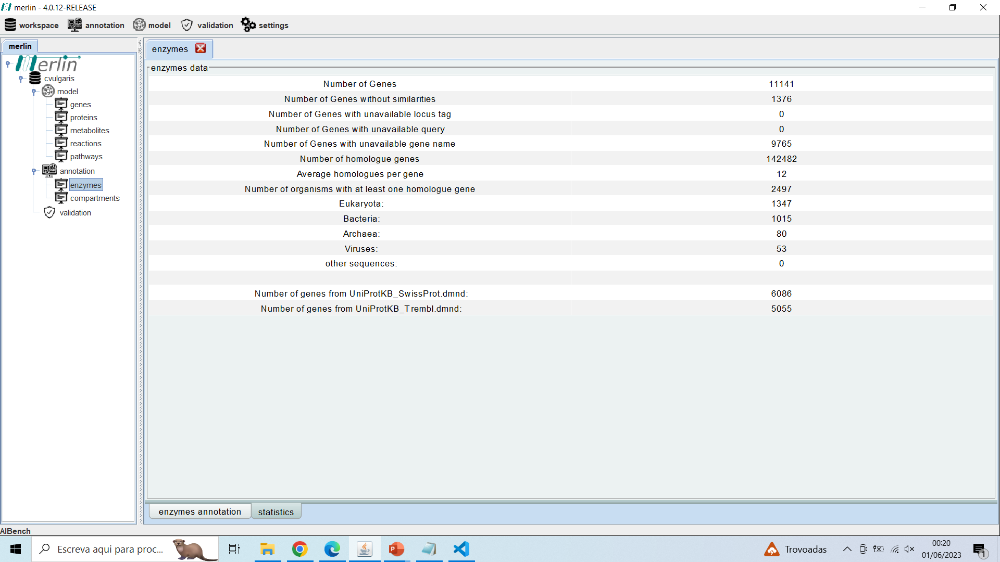 merlin - 4.0.12-RELEASE
workspace annotation model validation settings
merlin
enzymes
Merlin
cvulgaris
model
genes
proteins
metabolites
reactions
pathways
annotation
enzymes
compartments
validation
enzymes data
Number of Genes 11141
Number of Genes without similarities 1376
Number of Genes with unavailable locus tag 0
Number of Genes with unavailable query 0
Number of Genes with unavailable gene name 9765
Number of homologue genes 142482
Average homologues per gene 12
Number of organisms with at least one homologue gene 2497
Eukaryota: 1347
Bacteria: 1015
Archaea: 80
Viruses: 53
other sequences: 0
Number of genes from UniProtKB_SwissProt.dmnd: 6086
Number of genes from UniProtKB_Trembl.dmnd: 5055
enzymes annotation statistics
AIBench
Escreva aqui para proc...
Trovoadas
00:20
01/06/2023
1